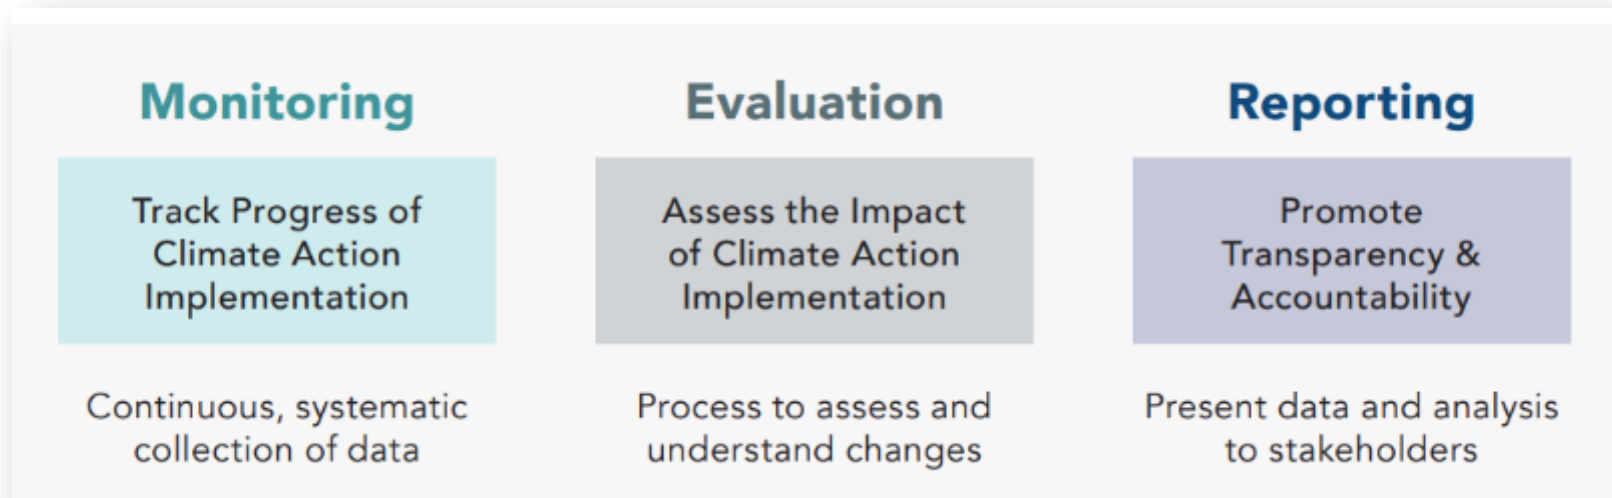 Monitoring
Track Progress of
Climate Action
Implementation
Continuous, systematic
collection of data
Evaluation
Assess the Impact
of Climate Action
Implementation
Process to assess and
understand changes
Reporting
Promote
Transparency &
Accountability
Present data and analysis
to stakeholders